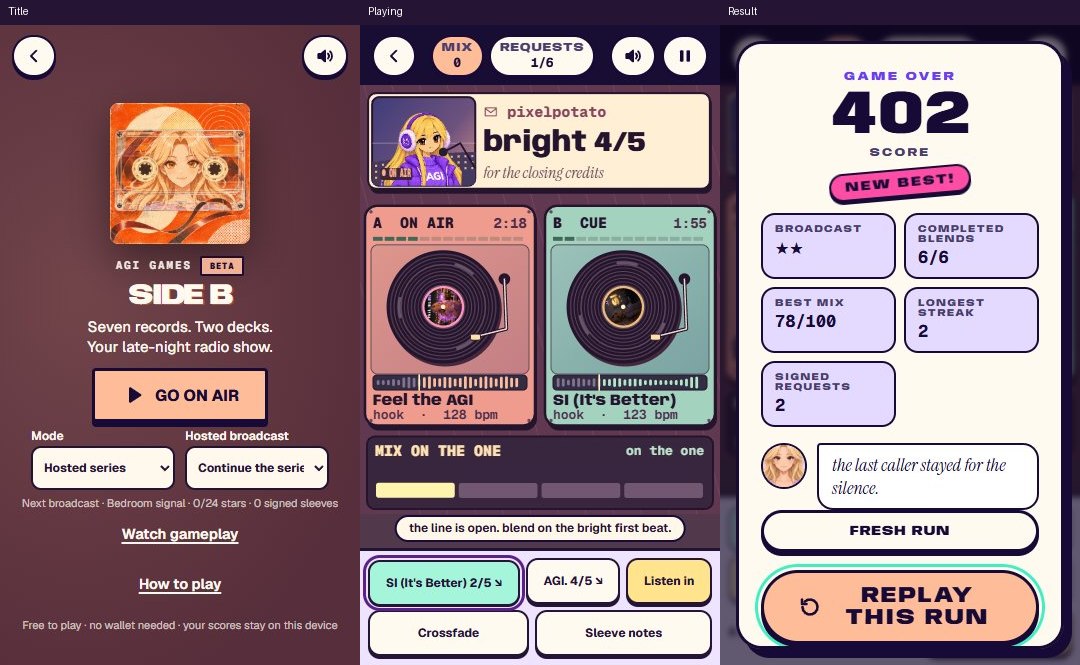 Title
AGI GAMES BETA
SIDE B
Seven records. Two decks.
Your late-night radio show.
GO ON AIR
Mode
Hosted series
Hosted broadcast
Continue the serie
Next broadcast · Bedroom signal · 0/24 stars · 0 signed sleeves
Watch gameplay
How to play
Free to play · no wallet needed · your scores stay on this device
Playing
MIX
0
REQUESTS
1/6
ON AIR
AGI
pixelpotato
bright 4/5
for the closing credits
A ON AIR 2:18
Feel the AGI
hook · 128 bpm
B CUE 1:55
SI (It's Better)
hook · 123 bpm
MIX ON THE ONE
on the one
the line is open. blend on the bright first beat.
SI (It's Better) 2/5 ↘
AGI. 4/5 ↘
Listen in
Crossfade
Sleeve notes
Result
GAME OVER
402
SCORE
NEW BEST!
BROADCAST
★★
COMPLETED
BLENDS
6/6
BEST MIX
78/100
LONGEST
STREAK
2
SIGNED
REQUESTS
2
the last caller stayed for the
silence.
FRESH RUN
REPLAY
THIS RUN